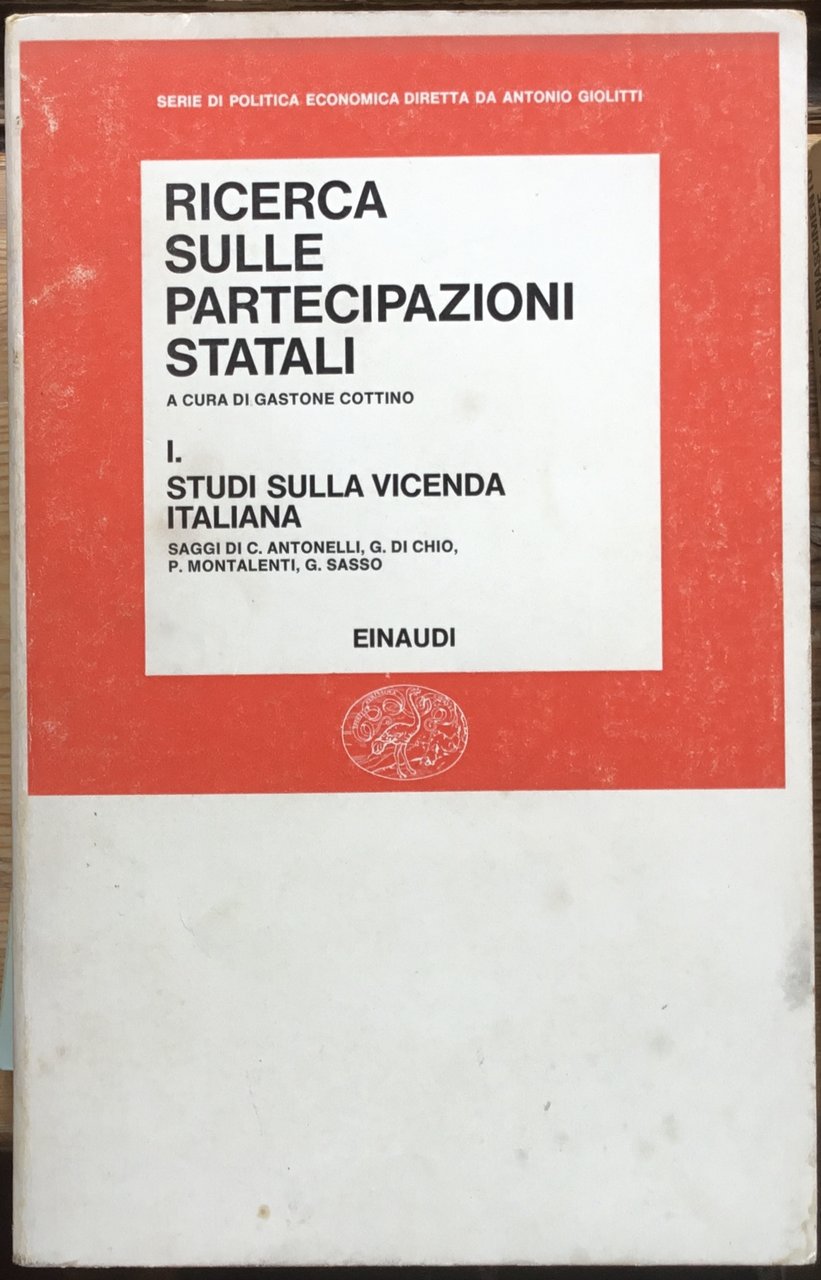 SERIE DI POLITICA ECONOMICA DIRETTA DA ANTONIO GIOLITTI
RICERCA
SULLE
PARTECIPAZIONI
STATALI
A CURA DI GASTONE COTTINO
I.
STUDI SULLA VICENDA
ITALIANA
SAGGI DI C. ANTONELLI, G. DI CHIO,
P. MONTALENTI, G. SASSO
EINAUDI